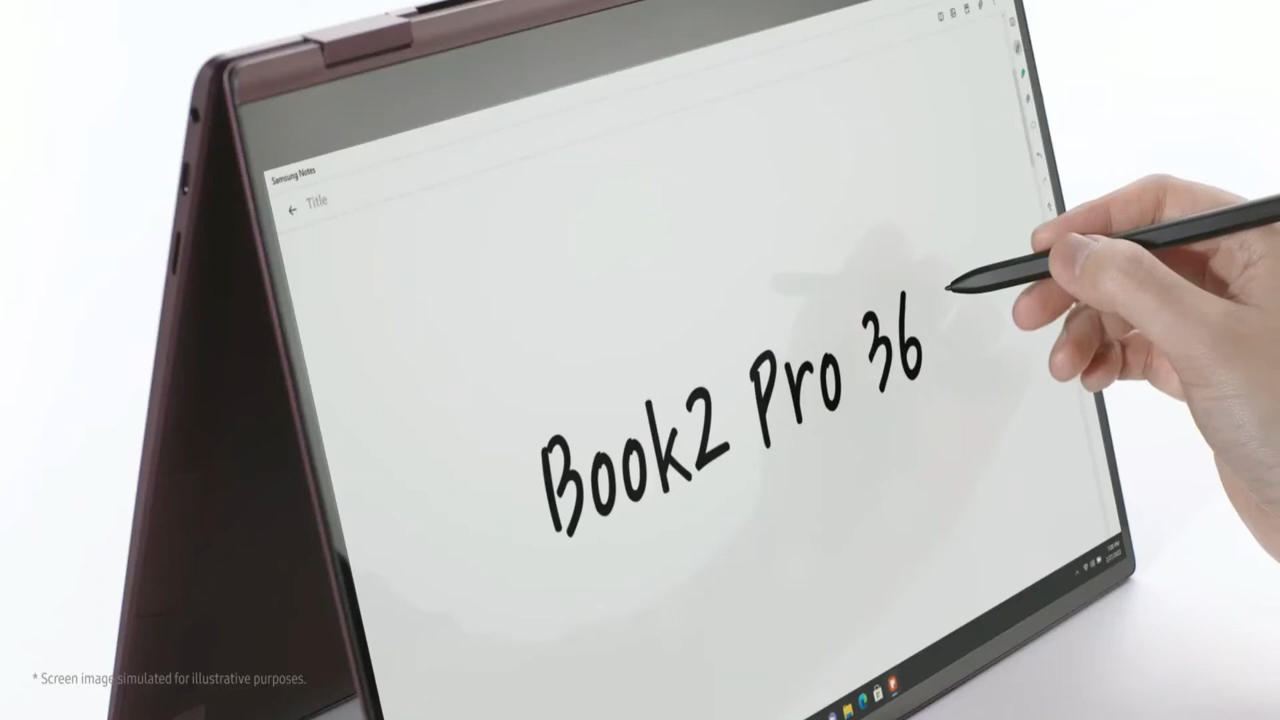 Samsung Notes
Title
Book2 Pro 36
* Screen image simulated for illustrative purposes.